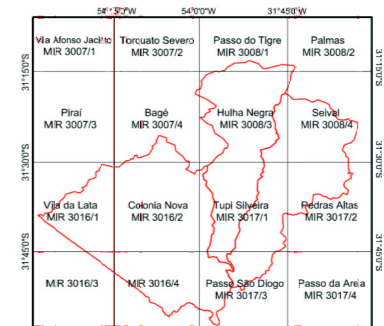 54°0'0"W 31°45'0"W
Vila Afonso Jacinto Torquato Severo Passo do Tigre Palmas
MIR 3007/1 MIR 3007/2 MIR 3008/1 MIR 3008/2
31°15'0"S 31°15'0"S
Piraí Bagé Hulha Negra Seival
MIR 3007/3 MIR 3007/4 MIR 3008/3 MIR 3008/4
31°30'0"S 31°30'0"S
Vila da Lata Colonia Nova Tupi Silveira Pedras Altas
MIR 3016/1 MIR 3016/2 MIR 3017/1 MIR 3017/2
31°45'0"S 31°45'0"S
MIR 3016/3 MIR 3016/4 Passo São Diogo Passo da Areia
MIR 3017/3 MIR 3017/4